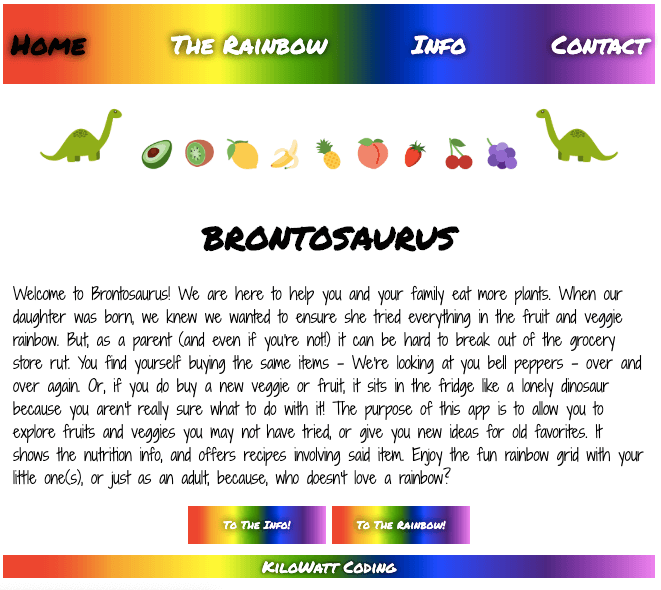 Home The Rainbow Info Contact
BRONTOSAURUS
Welcome to Brontosaurus! We are here to help you and your family eat more plants. When our
daughter was born, we knew we wanted to ensure she tried everything in the fruit and veggie
rainbow. But, as a parent (and even if you're not!) it can be hard to break out of the grocery
store rut. You find yourself buying the same items - We're looking at you bell peppers - over and
over again. Or, if you do buy a new veggie or fruit, it sits in the fridge like a lonely dinosaur
because you aren't really sure what to do with it! The purpose of this app is to allow you to
explore fruits and veggies you may not have tried, or give you new ideas for old favorites. It
shows the nutrition info, and offers recipes involving said item. Enjoy the fun rainbow grid with your
little one(s), or just as an adult, because, who doesn't love a rainbow?
To The Info! To The Rainbow!
KiloWatt Coding